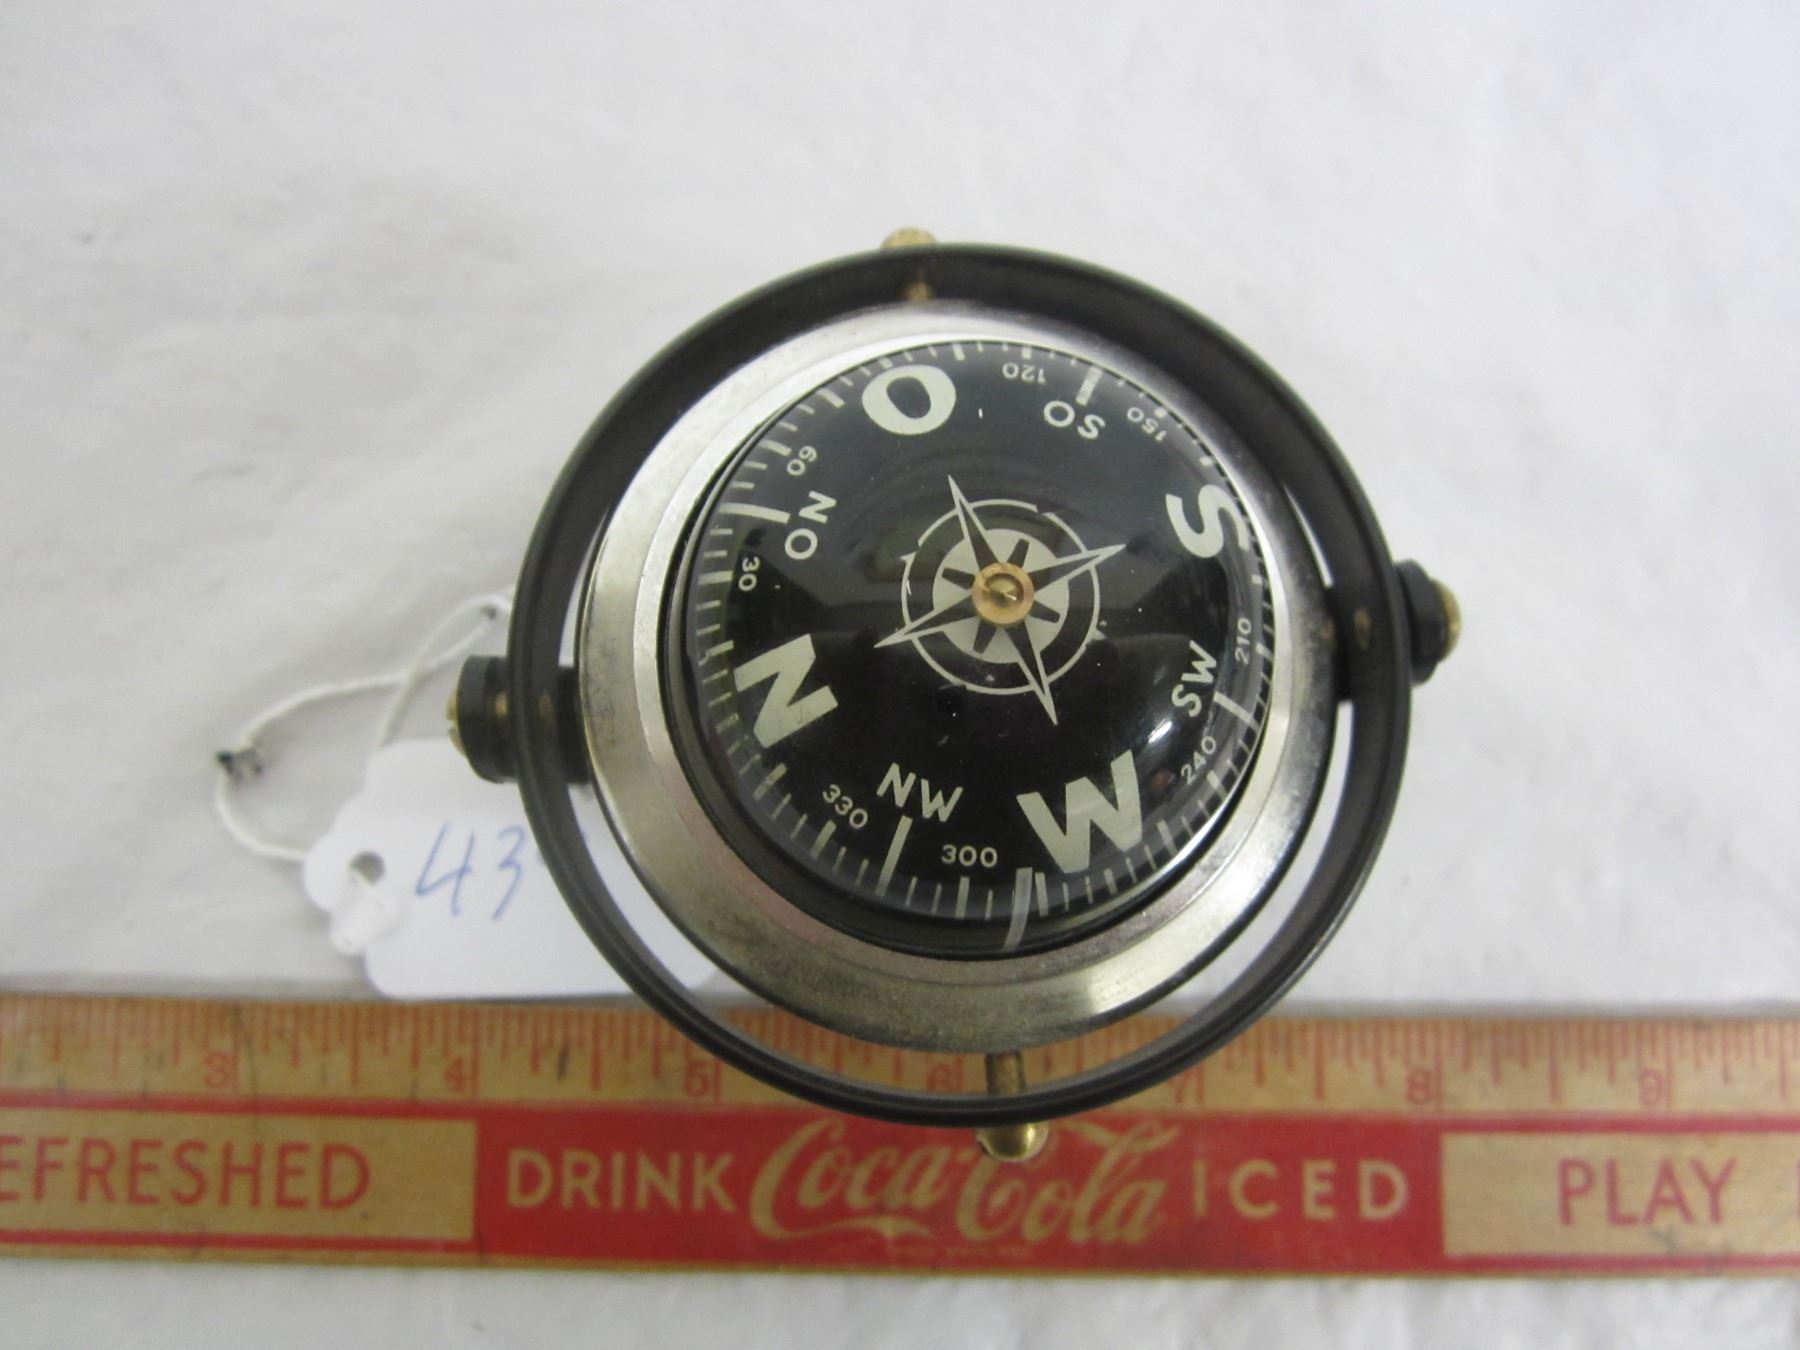 O
120
SO
150
S
60
NO
30
N
210
SW
240
W
300
NW
330
43
3 4 5 6 7 8 9
EFRESHED DRINK Coca-Cola ICED PLAY